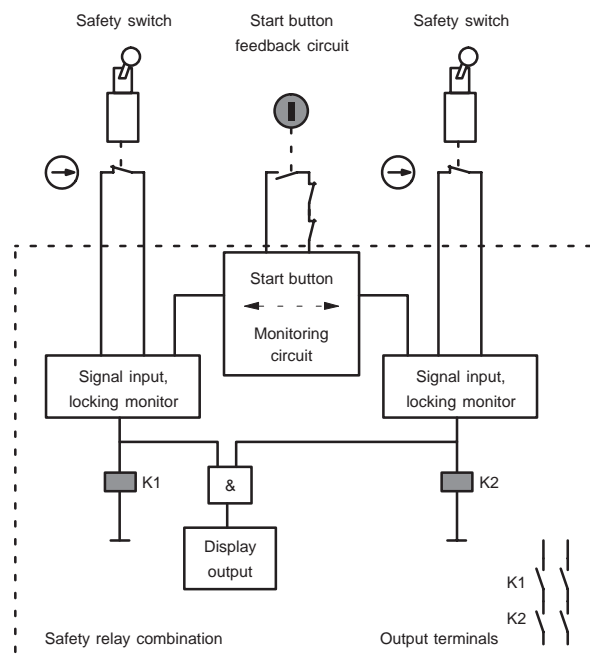 Safety switch
Start button
feedback circuit
Safety switch
Start button
Monitoring
circuit
Signal input,
locking monitor
Signal input,
locking monitor
K1
&
K2
Display
output
K1
K2
Safety relay combination
Output terminals